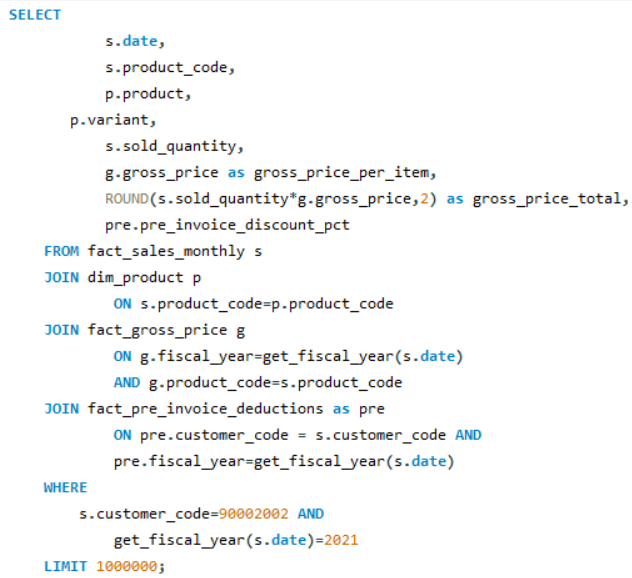 SELECT
s.date,
s.product_code,
p.product,
p.variant,
s.sold_quantity,
g.gross_price as gross_price_per_item,
ROUND(s.sold_quantity*g.gross_price,2) as gross_price_total,
pre.pre_invoice_discount_pct
FROM fact_sales_monthly s
JOIN dim_product p
ON s.product_code=p.product_code
JOIN fact_gross_price g
ON g.fiscal_year=get_fiscal_year(s.date)
AND g.product_code=s.product_code
JOIN fact_pre_invoice_deductions as pre
ON pre.customer_code = s.customer_code AND
pre.fiscal_year=get_fiscal_year(s.date)
WHERE
s.customer_code=90002002 AND
get_fiscal_year(s.date)=2021
LIMIT 1000000;